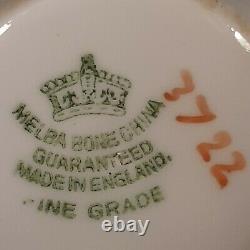 MELBA BONE CHINA
GUARANTEED
MADE IN ENGLAND.
INE GRADE
3722